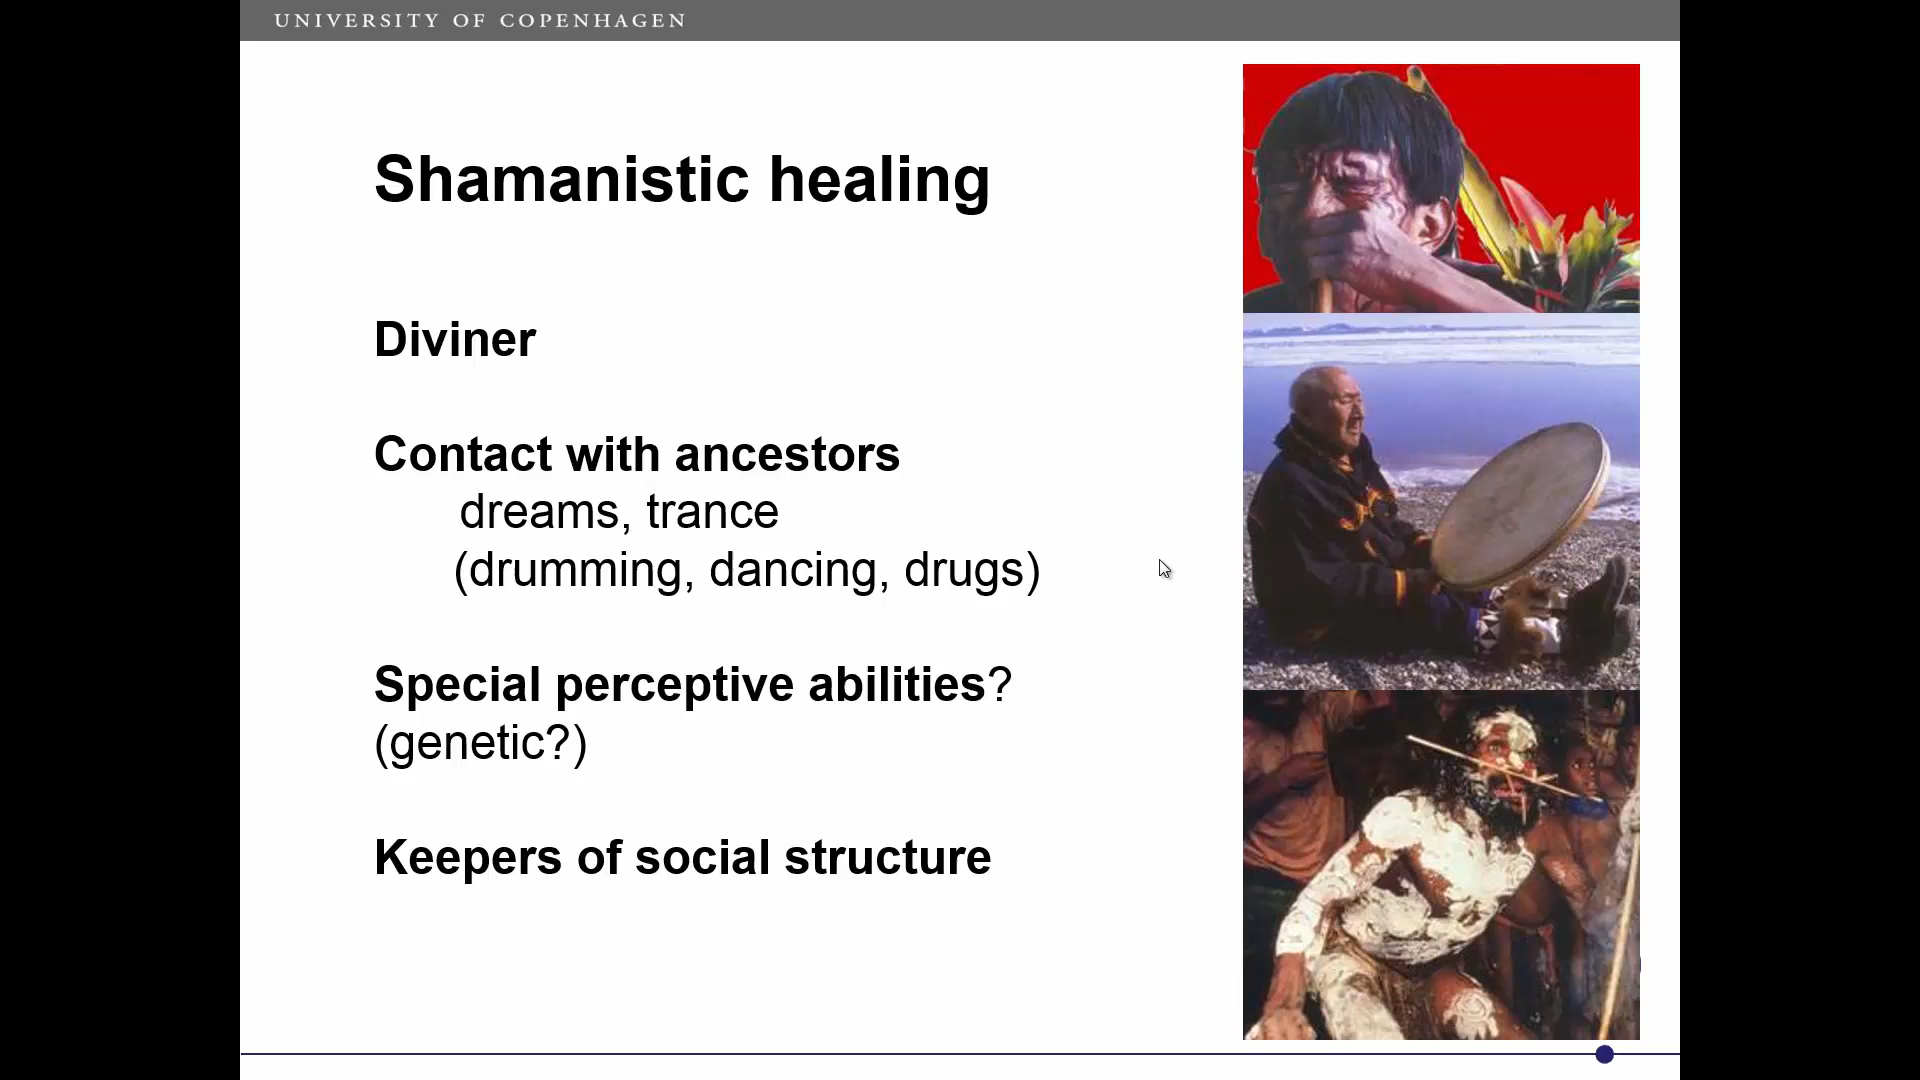 UNIVERSITY OF COPENHAGEN
Shamanistic healing
Diviner
Contact with ancestors
dreams, trance
(drumming, dancing, drugs)
Special perceptive abilities?
(genetic?)
Keepers of social structure